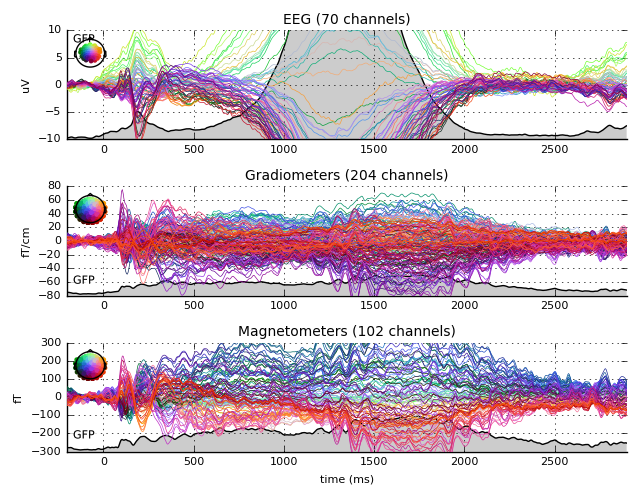 EEG (70 channels)
GFP
uV
10
5
0
−5
−10
0 500 1000 1500 2000 2500
Gradiometers (204 channels)
GFP
fT/cm
80
60
40
20
0
−20
−40
−60
−80
0 500 1000 1500 2000 2500
Magnetometers (102 channels)
GFP
fT
300
200
100
0
−100
−200
−300
0 500 1000 1500 2000 2500
time (ms)